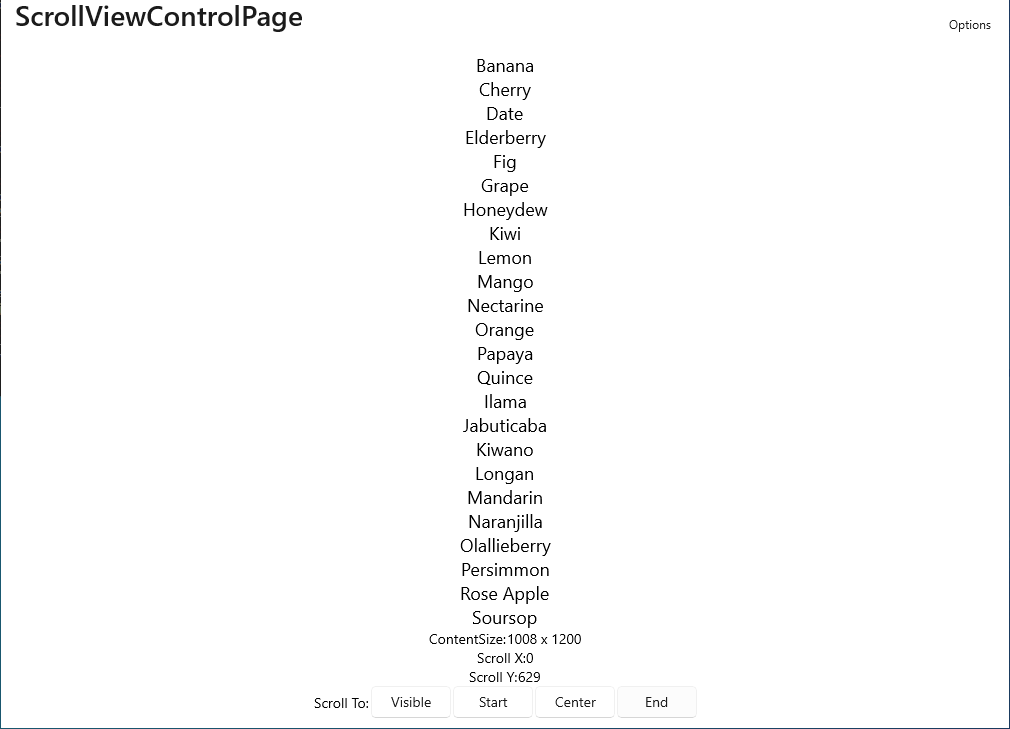 ScrollViewControlPage
Options
Banana
Cherry
Date
Elderberry
Fig
Grape
Honeydew
Kiwi
Lemon
Mango
Nectarine
Orange
Papaya
Quince
Ilama
Jabuticaba
Kiwano
Longan
Mandarin
Naranjilla
Olallieberry
Persimmon
Rose Apple
Soursop
ContentSize:1008 x 1200
Scroll X:0
Scroll Y:629
Scroll To: Visible Start Center End